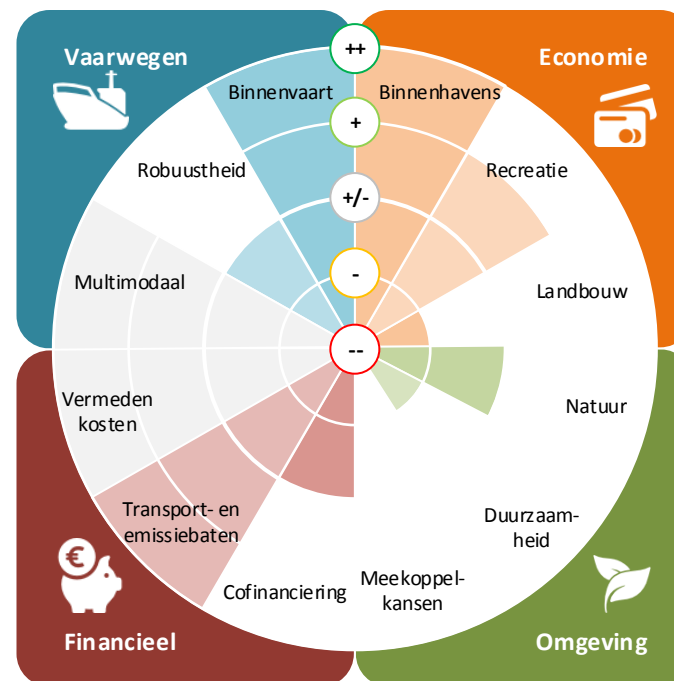 Vaarwegen
Economie
++
Binnenvaart
Binnenhavens
+
Robuustheid
Recreatie
+/-
Multimodaal
-
Landbouw
--
Vermeden
kosten
Natuur
Transport- en
emissiebaten
Duurzaam-
heid
Cofinanciering
Meekoppel-
kansen
€
Financieel
Omgeving